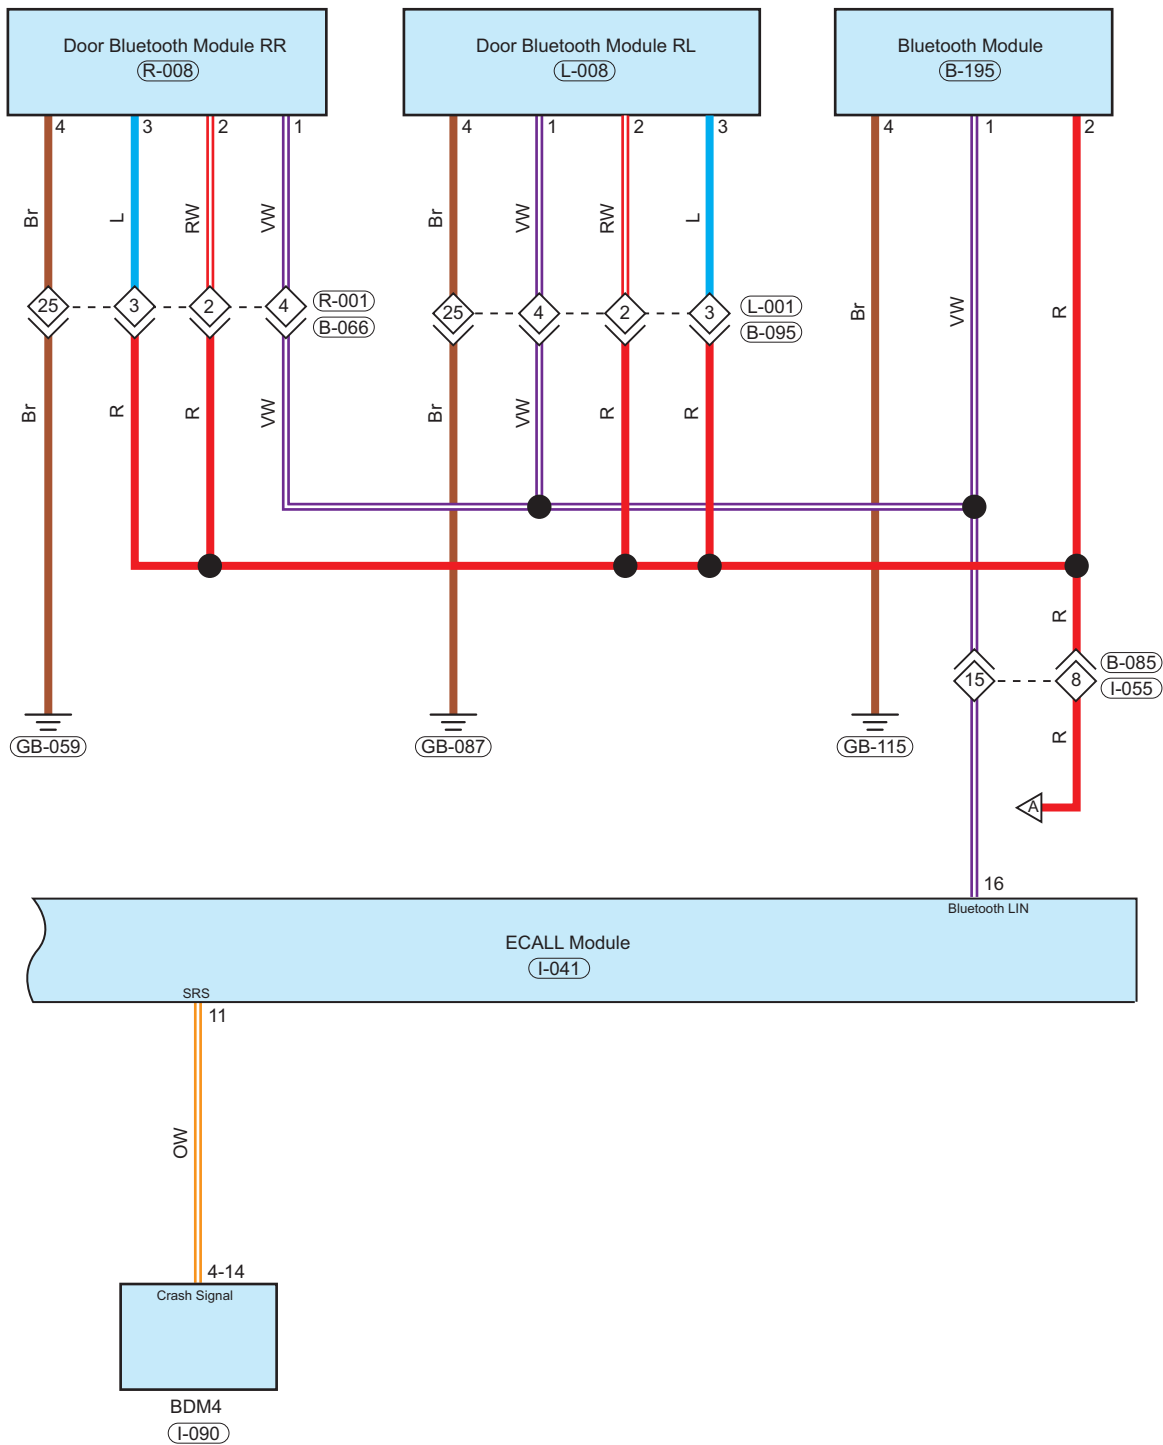 Door Bluetooth Module RR
R-008
Door Bluetooth Module RL
L-008
Bluetooth Module
B-195
4 3 2 1
4 1 2 3
4 1 2
Br L RW VW
Br VW RW L
Br VW R
25 3 2 4
R-001
B-066
25 4 2 3
L-001
B-095
Br R R VW
Br VW R R
R
15 8
B-085
I-055
R
GB-059
GB-087
GB-115
A
16
Bluetooth LIN
ECALL Module
I-041
SRS
11
OW
4-14
Crash Signal
BDM4
I-090